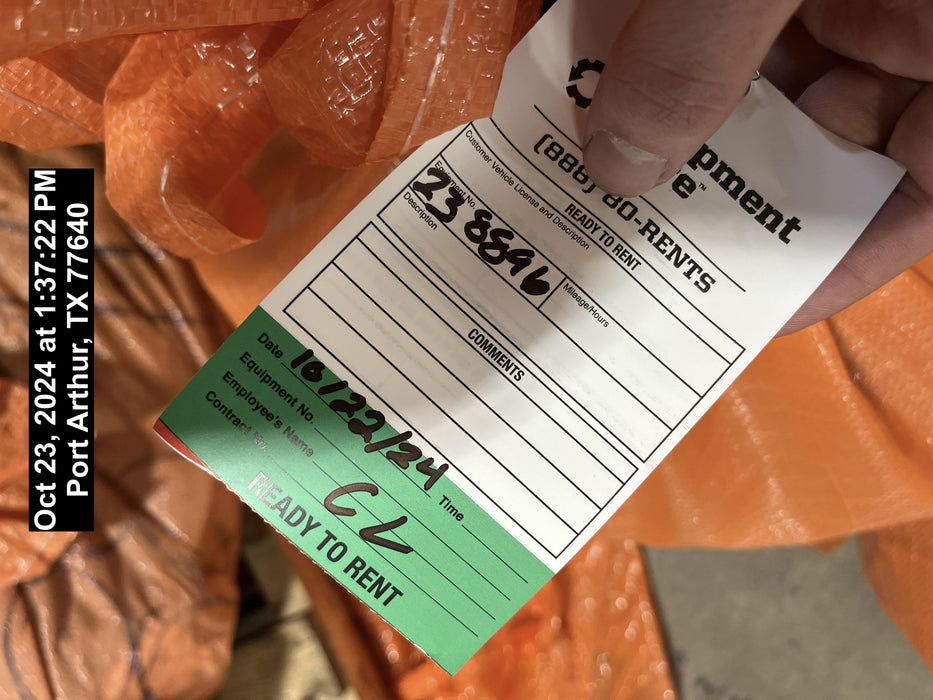 Oct 23, 2024 at 1:37:22 PM
Port Arthur, TX 77640
pment
e™
(888) 80-RENTS
READY TO RENT
Customer Vehicle License and Description
Equipment No.
238896
Mileage/Hours
Description
COMMENTS
Date 10/22/24 Time
Equipment No.
Employee's Name CL
Contract No.
READY TO RENT